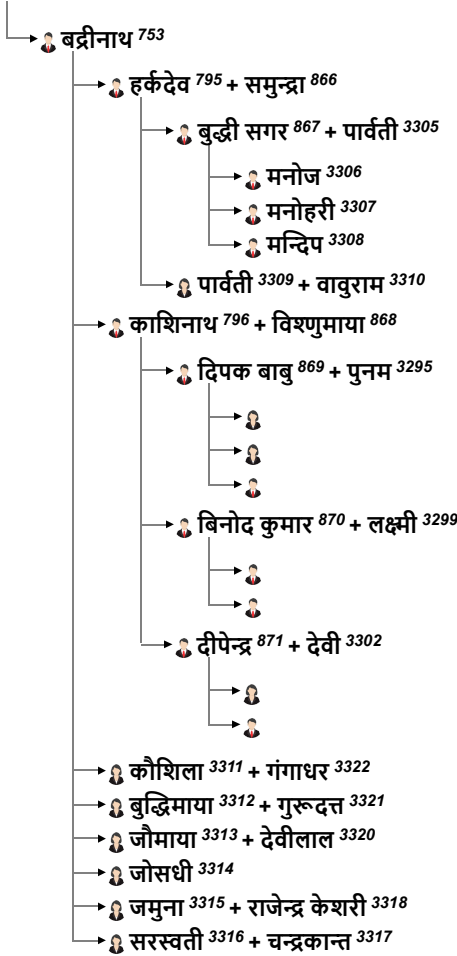 बद्रीनाथ 753
हर्कदेव 795 + समुन्द्रा 866
बुद्धी सगर 867 + पार्वती 3305
मनोज 3306
मनोहरी 3307
मन्दिप 3308
पार्वती 3309 + वावुराम 3310
काशिनाथ 796 + विश्णुमाया 868
दिपक बाबु 869 + पुनम 3295
बिनोद कुमार 870 + लक्ष्मी 3299
दीपेन्द्र 871 + देवी 3302
कौशिला 3311 + गंगाधर 3322
बुद्धिमाया 3312 + गुरूदत्त 3321
जौमाया 3313 + देवीलाल 3320
जोसधी 3314
जमुना 3315 + राजेन्द्र केशरी 3318
सरस्वती 3316 + चन्द्रकान्त 3317